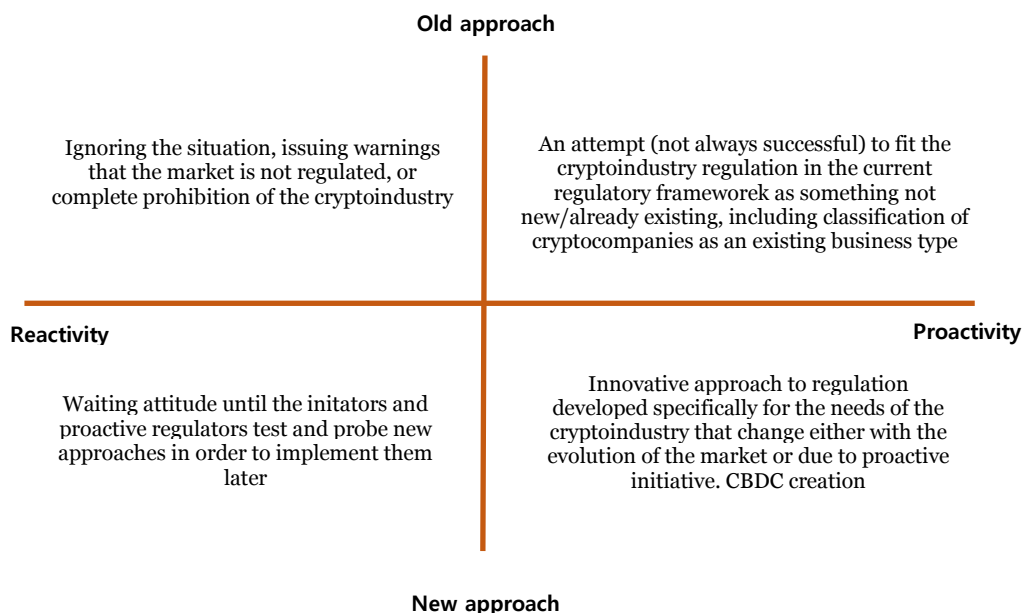 Old approach
Ignoring the situation, issuing warnings
that the market is not regulated, or
complete prohibition of the cryptoindustry
An attempt (not always successful) to fit the
cryptoindustry regulation in the current
regulatory frameworek as something not
new/already existing, including classification of
cryptocompanies as an existing business type
Reactivity
Proactivity
Waiting attitude until the initators and
proactive regulators test and probe new
approaches in order to implement them
later
Innovative approach to regulation
developed specifically for the needs of the
cryptoindustry that change either with the
evolution of the market or due to proactive
initiative. CBDC creation
New approach